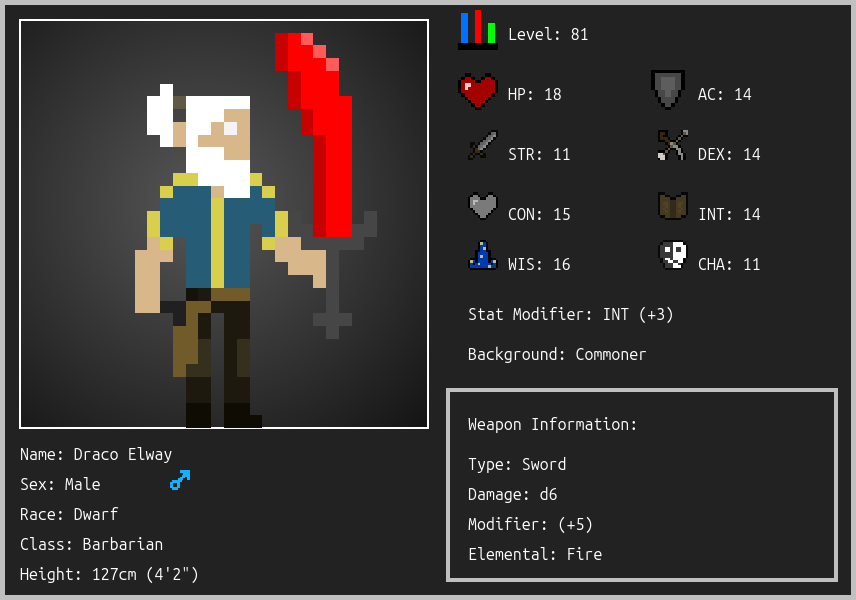 Level: 81
HP: 18
AC: 14
STR: 11
DEX: 14
CON: 15
INT: 14
WIS: 16
CHA: 11
Stat Modifier: INT (+3)
Background: Commoner
Weapon Information:
Type: Sword
Damage: d6
Modifier: (+5)
Elemental: Fire
Name: Draco Elway
Sex: Male
Race: Dwarf
Class: Barbarian
Height: 127cm (4'2")